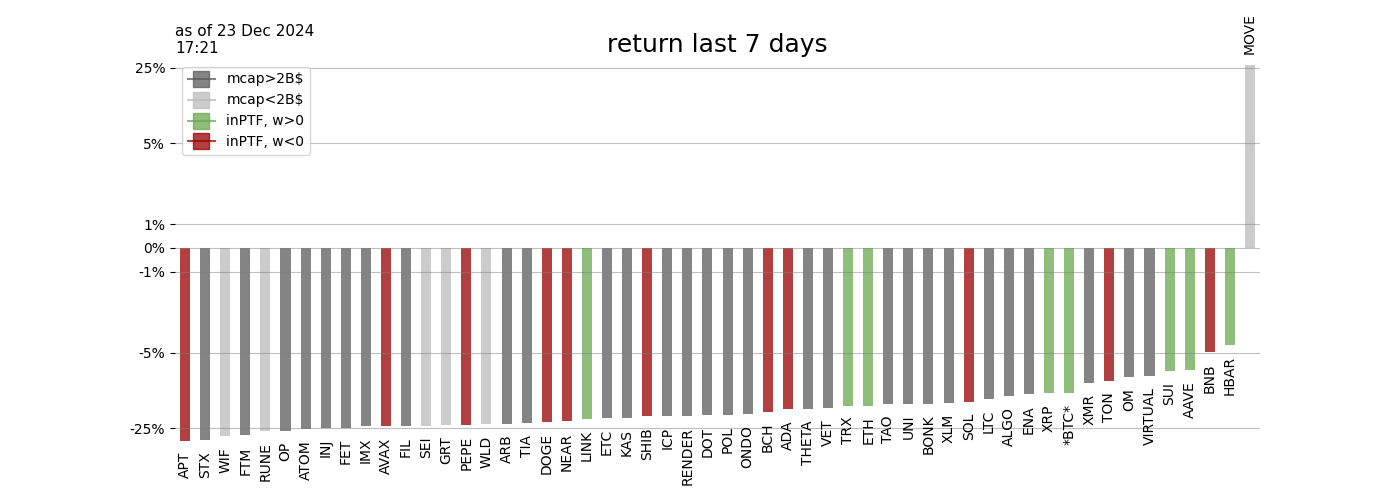 as of 23 Dec 2024
17:21
return last 7 days
MOVE
25%
5%
1%
0%
-1%
-5%
-25%
mcap>2B$
mcap<2B$
inPTF, w>0
inPTF, w<0
APT
STX
WIF
FTM
RUNE
OP
ATOM
INJ
FET
IMX
AVAX
FIL
SEI
GRT
PEPE
WLD
ARB
TIA
DOGE
NEAR
LINK
ETC
KAS
SHIB
ICP
RENDER
DOT
POL
ONDO
BCH
ADA
THETA
VET
TRX
ETH
TAO
UNI
BONK
XLM
SOL
LTC
ALGO
ENA
XRP
*BTC*
XMR
TON
OM
VIRTUAL
SUI
AAVE
BNB
HBAR